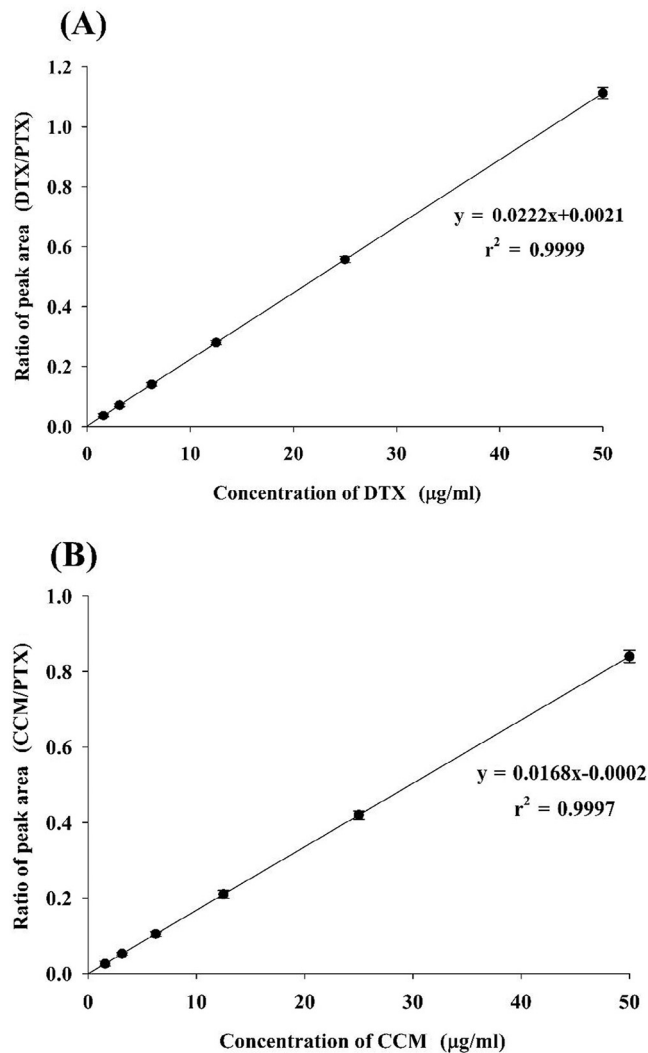 (A)
1.2
1.0
0.8
0.6
0.4
0.2
0.0
Ratio of peak area (DTX/PTX)
y = 0.0222x+0.0021
r² = 0.9999
0 10 20 30 40 50
Concentration of DTX (μg/ml)
(B)
1.0
0.8
0.6
0.4
0.2
0.0
Ratio of peak area (CCM/PTX)
y = 0.0168x-0.0002
r² = 0.9997
0 10 20 30 40 50
Concentration of CCM (μg/ml)